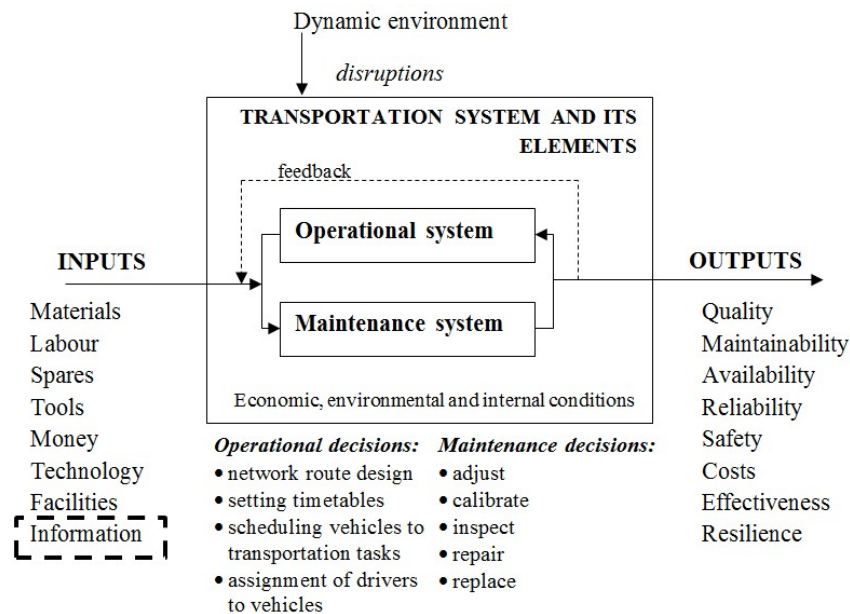 Dynamic environment
disruptions
TRANSPORTATION SYSTEM AND ITS
ELEMENTS
feedback
Operational system
Maintenance system
Economic, environmental and internal conditions
INPUTS
Materials
Labour
Spares
Tools
Money
Technology
Facilities
Information
OUTPUTS
Quality
Maintainability
Availability
Reliability
Safety
Costs
Effectiveness
Resilience
Operational decisions:
• network route design
• setting timetables
• scheduling vehicles to
transportation tasks
• assignment of drivers
to vehicles
Maintenance decisions:
• adjust
• calibrate
• inspect
• repair
• replace